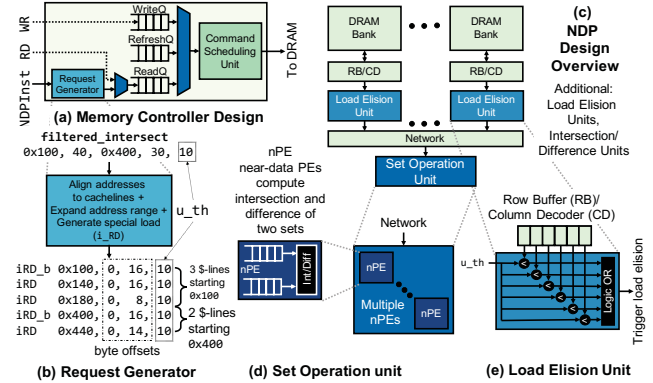 WR
RD
NDPInst
WriteQ
RefreshQ
ReadQ
Request
Generator
Command
Scheduling
Unit
To DRAM
(a) Memory Controller Design
filtered_intersect
0x100, 40, 0x400, 30, 10
Align addresses
to cachelines +
Expand address range +
Generate special load
(i_RD)
u_th
iRD_b 0x100, 0, 16, 10
iRD 0x140, 0, 16, 10
iRD 0x180, 0, 8, 10
iRD_b 0x400, 0, 16, 10
iRD 0x440, 0, 14, 10
3 $-lines
starting
0x100
2 $-lines
starting
0x400
byte offsets
(b) Request Generator
(c)
NDP
Design
Overview
Additional:
Load Elision
Units,
Intersection/
Difference Units
DRAM
Bank
DRAM
Bank
RB/CD
RB/CD
Load Elision
Unit
Load Elision
Unit
Network
Set Operation
Unit
nPE
near-data PEs
compute
intersection and
difference of
two sets
nPE
Int/Diff
Network
nPE
Multiple
nPEs
nPE
(d) Set Operation unit
Row Buffer (RB)/
Column Decoder (CD)
u_th
<
<
<
<
<
<
Logic OR
Trigger load elision
(e) Load Elision Unit